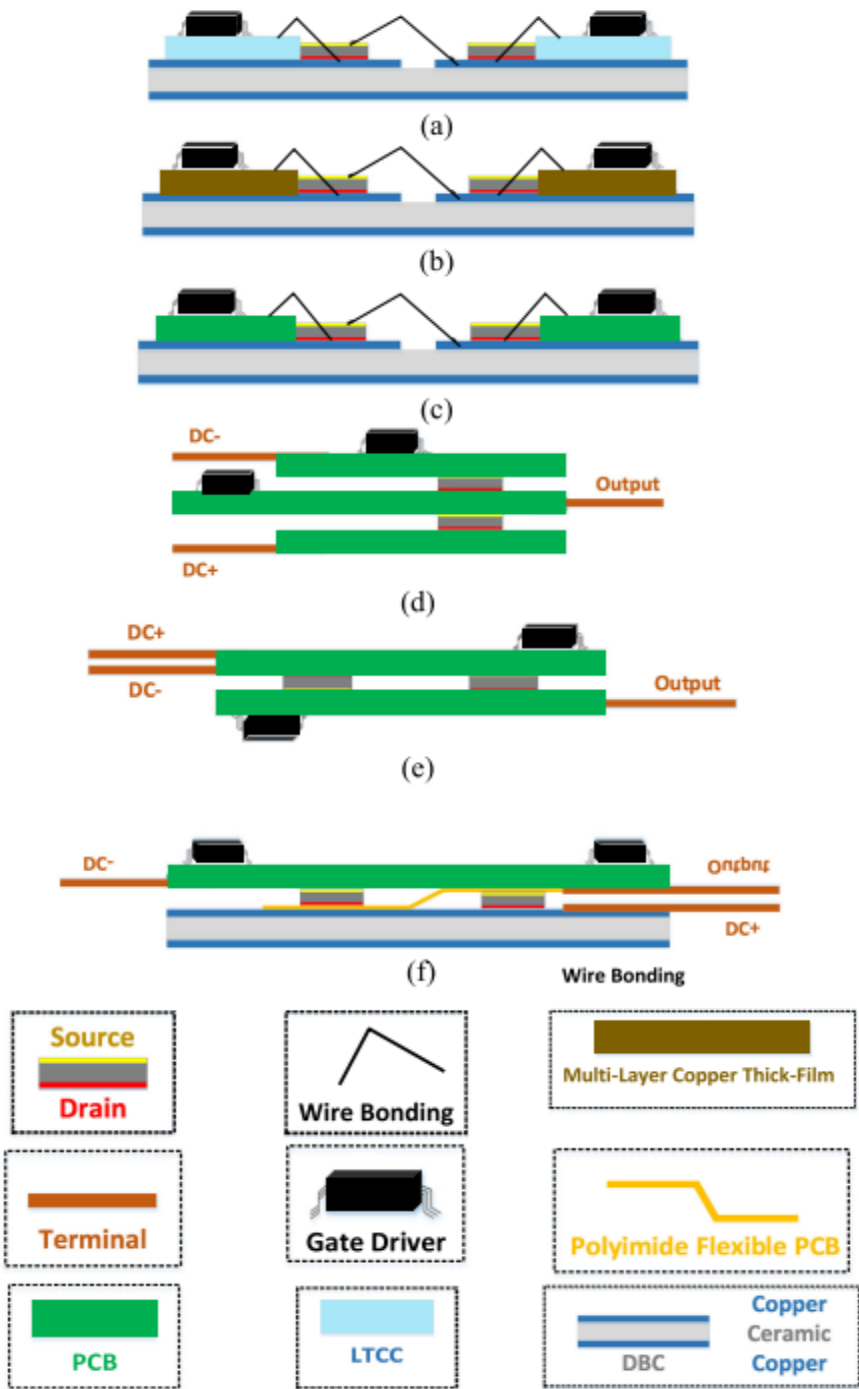 (a)
(b)
(c)
DC-
Output
DC+
(d)
DC+
DC-
Output
(e)
DC-
Output
DC+
(f)
Wire Bonding
Source
Drain
Wire Bonding
Multi-Layer Copper Thick-Film
Terminal
Gate Driver
Polyimide Flexible PCB
PCB
LTCC
Copper
Ceramic
DBC Copper